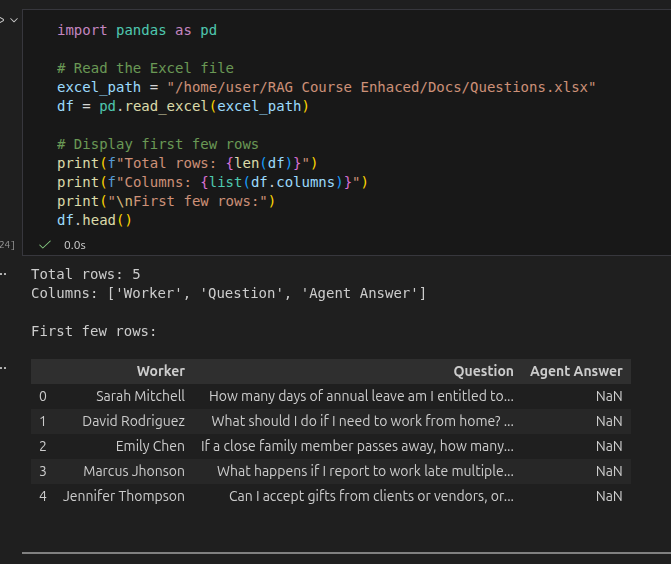 import pandas as pd
# Read the Excel file
excel_path = "/home/user/RAG Course Enhaced/Docs/Questions.xlsx"
df = pd.read_excel(excel_path)
# Display first few rows
print(f"Total rows: {len(df)}")
print(f"Columns: {list(df.columns)}")
print("\nFirst few rows:")
df.head()
24] 0.0s
Total rows: 5
Columns: ['Worker', 'Question', 'Agent Answer']
First few rows:
Worker Question Agent Answer
0 Sarah Mitchell How many days of annual leave am I entitled to... NaN
1 David Rodriguez What should I do if I need to work from home? ... NaN
2 Emily Chen If a close family member passes away, how many... NaN
3 Marcus Jhonson What happens if I report to work late multiple... NaN
4 Jennifer Thompson Can I accept gifts from clients or vendors, or... NaN